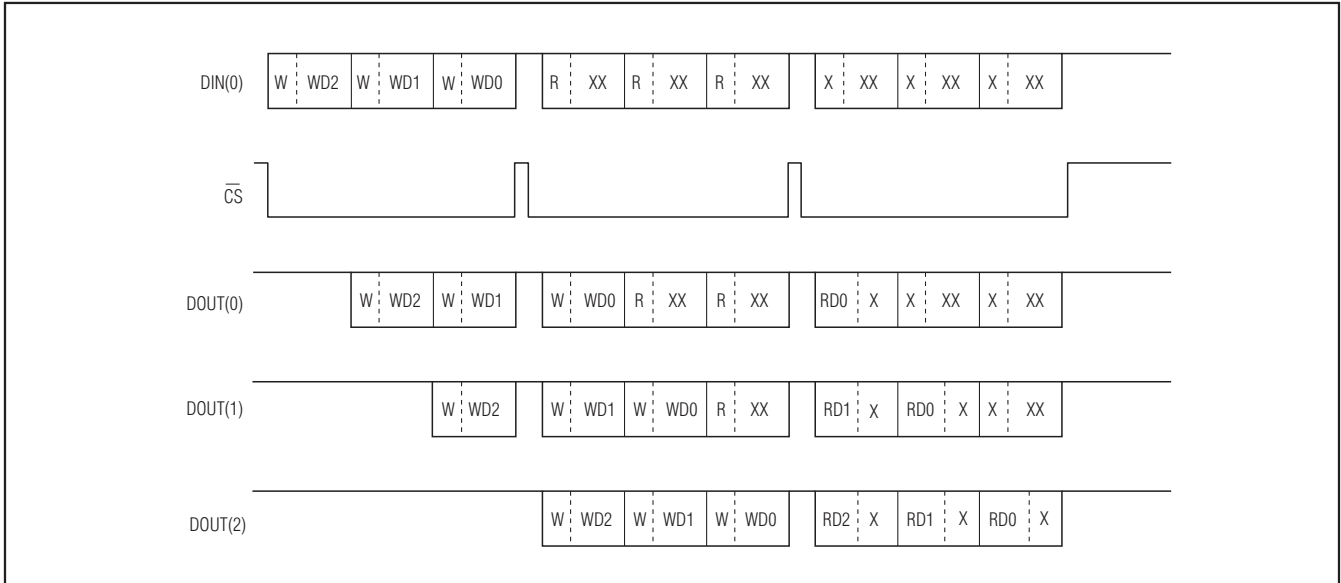 DIN(0) W WD2 W WD1 W WD0 R XX R XX R XX X XX X XX X XX
CS
DOUT(0) W WD2 W WD1 W WD0 R XX R XX RD0 X X XX X XX
DOUT(1) W WD2 W WD1 W WD0 R XX RD1 X RD0 X X XX
DOUT(2) W WD2 W WD1 W WD0 RD2 X RD1 X RD0 X